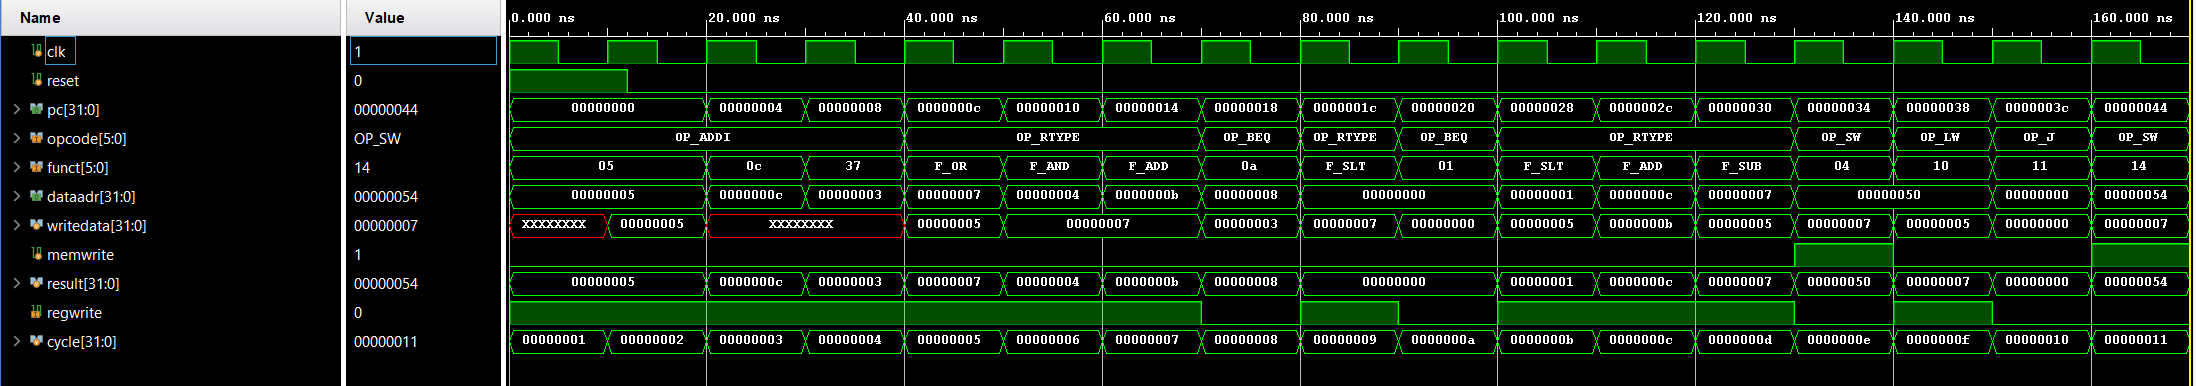 Name Value 0.000 ns 20.000 ns 40.000 ns 60.000 ns 80.000 ns 100.000 ns 120.000 ns 140.000 ns 160.000 ns
clk 1
reset 0
pc[31:0] 00000044 00000000 00000004 00000008 0000000c 00000010 00000014 00000018 0000001c 00000020 00000028 0000002c 00000030 00000034 00000038 0000003c 00000044
opcode[5:0] OP_SW OP_ADDI OP_RTYPE OP_BEQ OP_RTYPE OP_BEQ OP_RTYPE OP_SW OP_LW OP_J OP_SW
funct[5:0] 14 05 0c 37 F_OR F_AND F_ADD 0a F_SLT 01 F_SLT F_ADD F_SUB 04 10 11 14
dataadr[31:0] 00000054 00000005 0000000c 00000003 00000007 00000004 0000000b 00000008 00000000 00000001 0000000c 00000007 00000050 00000000 00000054
writedata[31:0] 00000007 XXXXXXXX 00000005 XXXXXXXX 00000005 00000007 00000003 00000007 00000000 00000005 0000000b 00000005 00000007 00000005 00000000 00000007
memwrite 1
result[31:0] 00000054 00000005 0000000c 00000003 00000007 00000004 0000000b 00000008 00000000 00000001 0000000c 00000007 00000050 00000007 00000000 00000054
regwrite 0
cycle[31:0] 00000011 00000001 00000002 00000003 00000004 00000005 00000006 00000007 00000008 00000009 0000000a 0000000b 0000000c 0000000d 0000000e 0000000f 00000010 00000011